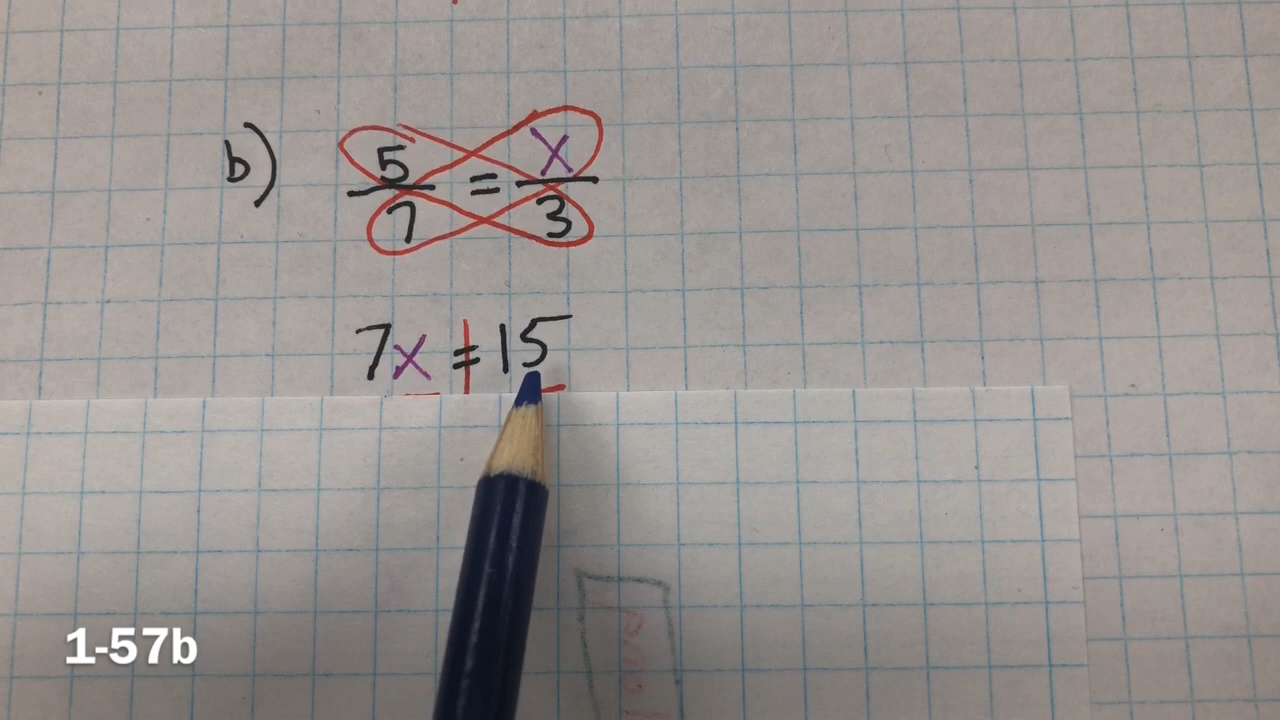 b) 5/7 = x/3
7x = 15
1-57b